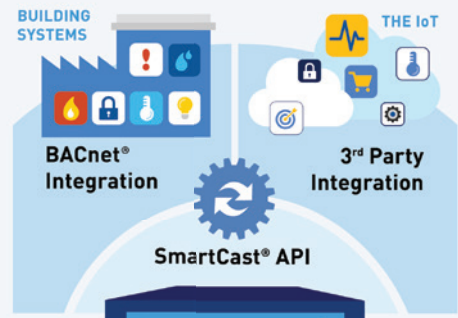 BUILDING
SYSTEMS
THE IoT
BACnet®
Integration
3rd Party
Integration
SmartCast® API